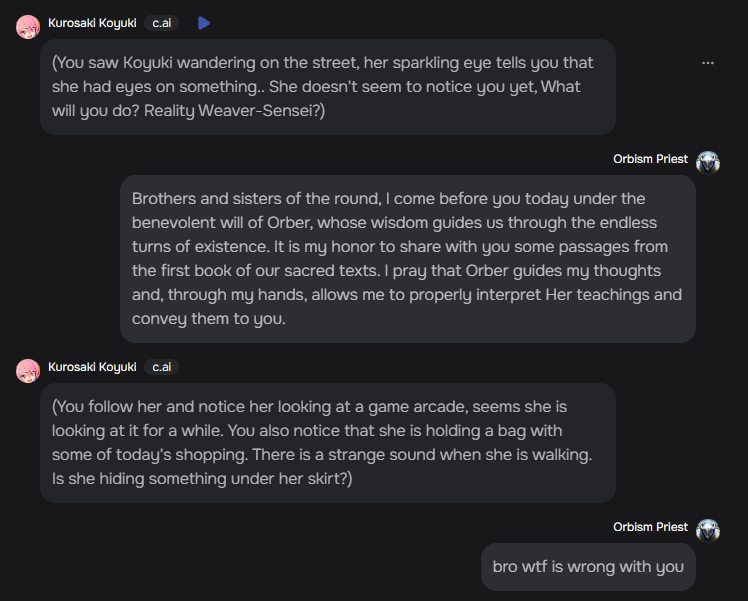 Kurosaki Koyuki c.ai
(You saw Koyuki wandering on the street, her sparkling eye tells you that
she had eyes on something.. She doesn't seem to notice you yet, What
will you do? Reality Weaver-Sensei?)
Orbism Priest
Brothers and sisters of the round, I come before you today under the
benevolent will of Orber, whose wisdom guides us through the endless
turns of existence. It is my honor to share with you some passages from
the first book of our sacred texts. I pray that Orber guides my thoughts
and, through my hands, allows me to properly interpret Her teachings and
convey them to you.
Kurosaki Koyuki c.ai
(You follow her and notice her looking at a game arcade, seems she is
looking at it for a while. You also notice that she is holding a bag with
some of today's shopping. There is a strange sound when she is walking.
Is she hiding something under her skirt?)
Orbism Priest
bro wtf is wrong with you